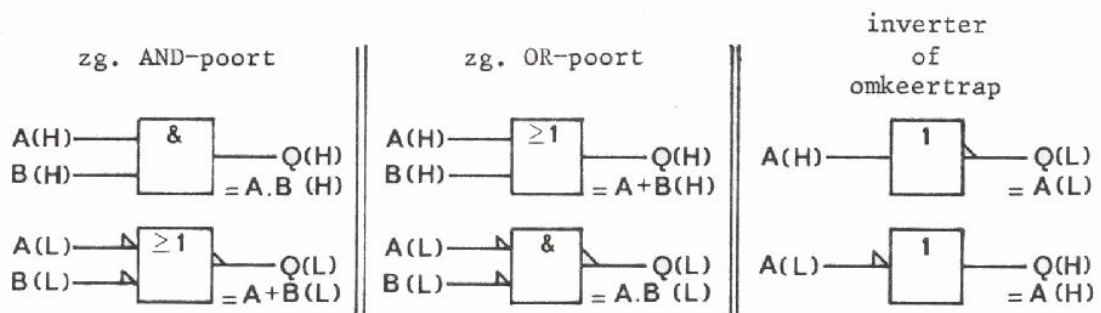 zg. AND-poort
A(H)
B(H)
&
Q(H)
= A.B (H)
A(L)
B(L)
≥1
Q(L)
= A+B(L)
zg. OR-poort
A(H)
B(H)
≥1
Q(H)
= A+B(H)
A(L)
B(L)
&
Q(L)
= A.B (L)
inverter
of
omkeertrap
A(H)
1
Q(L)
= A(L)
A(L)
1
Q(H)
= A(H)